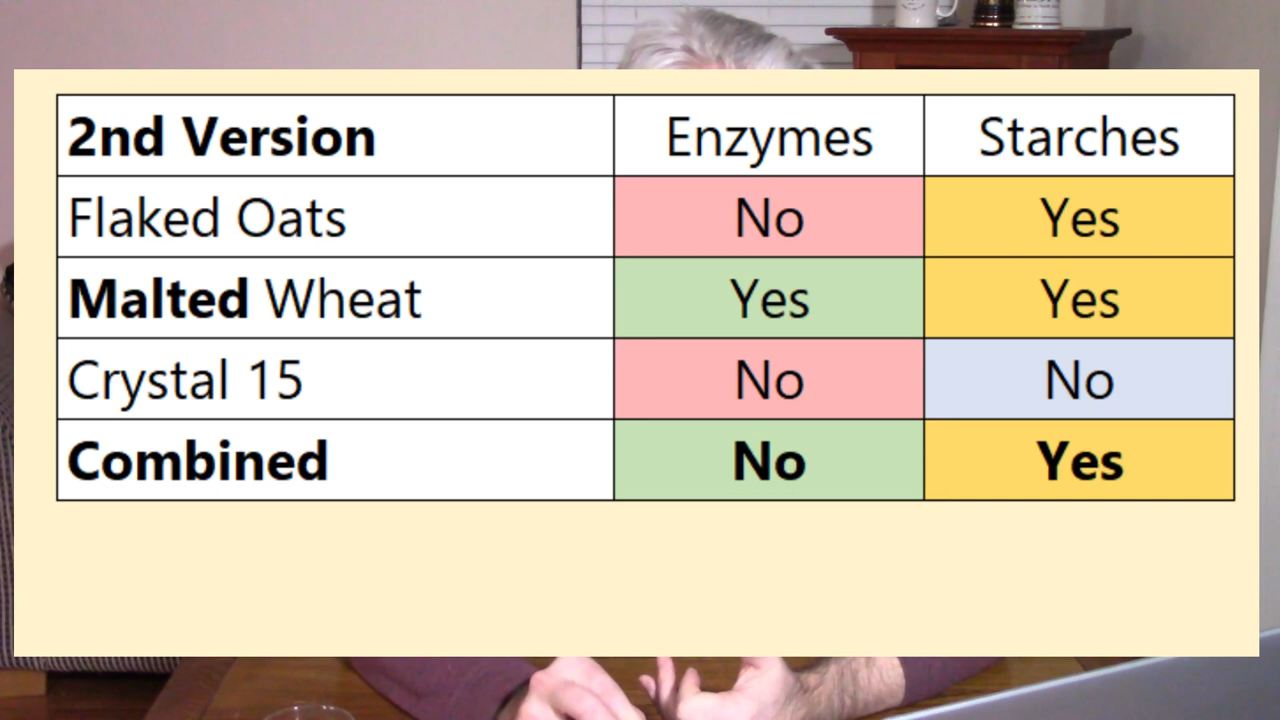 2nd Version Enzymes Starches
Flaked Oats No Yes
Malted Wheat Yes Yes
Crystal 15 No No
Combined No Yes